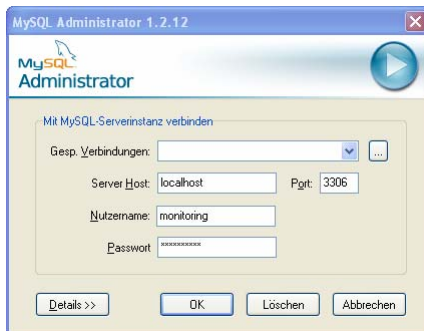 MySQL Administrator 1.2.12
MySQL
Administrator
Mit MySQL-Serverinstanz verbinden
Gesp. Verbindungen:
...
Server Host: localhost Port: 3306
Nutzername: monitoring
Passwort **********
Details >> OK Löschen Abbrechen